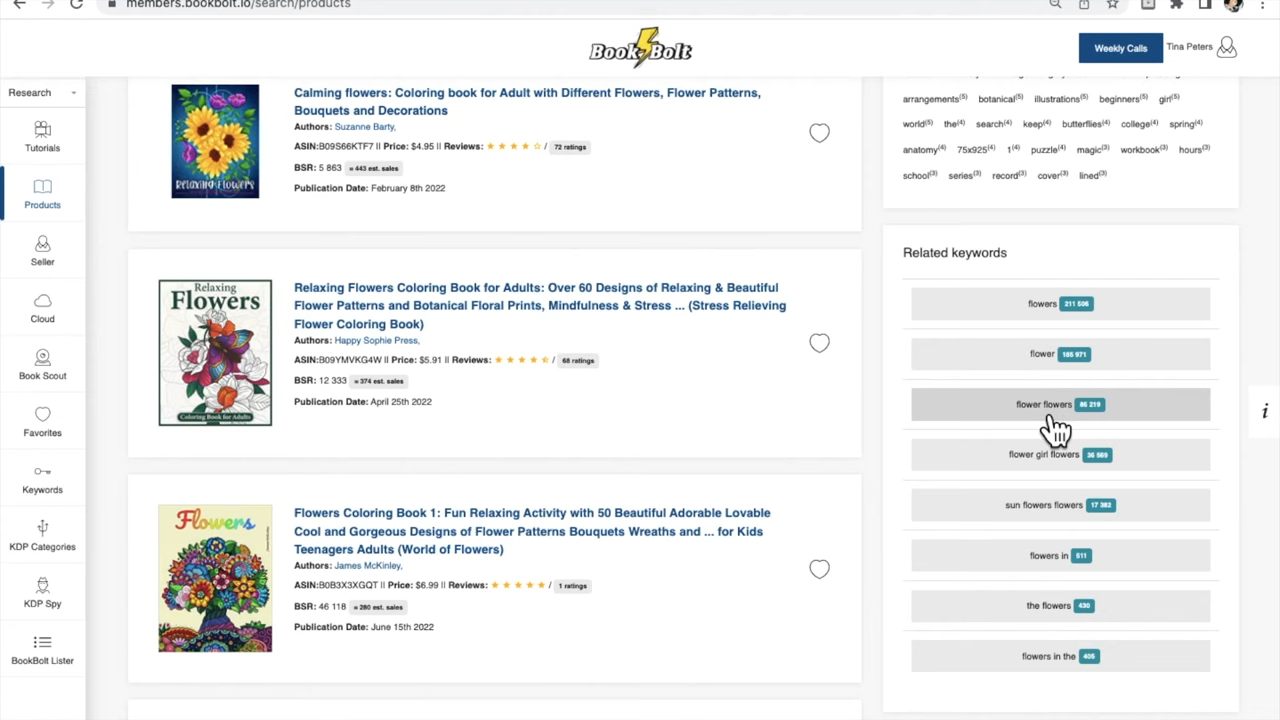 members.bookbolt.io/search/products
Book Bolt
Weekly Calls
Tina Peters
Research
Tutorials
Products
Seller
Cloud
Book Scout
Favorites
Keywords
KDP Categories
KDP Spy
BookBolt Lister
RELAXING FLOWERS
Calming flowers: Coloring book for Adult with Different Flowers, Flower Patterns,
Bouquets and Decorations
Authors: Suzanne Barty,
ASIN:B09S66KTF7 || Price: $4.95 || Reviews: / 72 ratings
BSR: 5 863 ≈ 443 est. sales
Publication Date: February 8th 2022
Relaxing
Flowers
Coloring Book for Adults
Relaxing Flowers Coloring Book for Adults: Over 60 Designs of Relaxing & Beautiful
Flower Patterns and Botanical Floral Prints, Mindfulness & Stress ... (Stress Relieving
Flower Coloring Book)
Authors: Happy Sophie Press,
ASIN:B09YMVKG4W || Price: $5.91 || Reviews: / 68 ratings
BSR: 12 333 ≈ 374 est. sales
Publication Date: April 25th 2022
Flowers
Flowers Coloring Book 1: Fun Relaxing Activity with 50 Beautiful Adorable Lovable
Cool and Gorgeous Designs of Flower Patterns Bouquets Wreaths and ... for Kids
Teenagers Adults (World of Flowers)
Authors: James McKinley,
ASIN:B0B3X3XGQT || Price: $6.99 || Reviews: / 1 ratings
BSR: 46 118 ≈ 280 est. sales
Publication Date: June 15th 2022
arrangements(5) botanical(5) illustrations(5) beginners(5) girl(5)
world(5) the(4) search(4) keep(4) butterflies(4) college(4) spring(4)
anatomy(4) 75x925(4) 1(4) puzzle(4) magic(3) workbook(3) hours(3)
school(3) series(3) record(3) cover(3) lined(3)
Related keywords
flowers 211 506
flower 185 971
flower flowers 86 219
flower girl flowers 36 569
sun flowers flowers 17 382
flowers in 511
the flowers 430
flowers in the 405
i